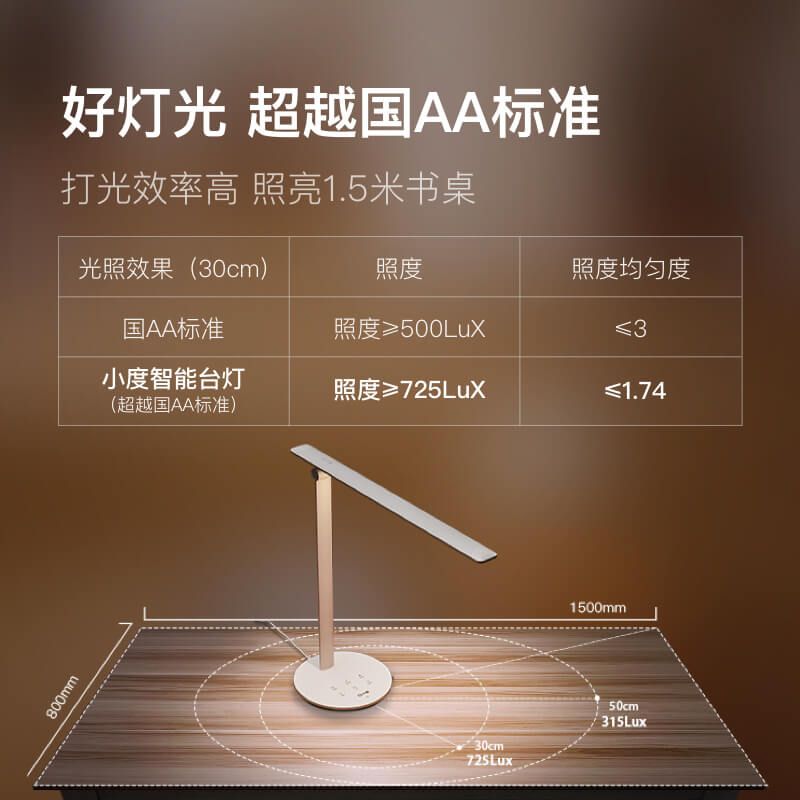 好灯光 超越国AA标准
打光效率高 照亮1.5米书桌
光照效果（30cm） 照度 照度均匀度
国AA标准 照度≥500LuX ≤3
小度智能台灯 照度≥725LuX ≤1.74
（超越国AA标准）
1500mm
800mm
50cm
315Lux
30cm
725Lux